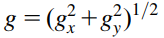 g = (g_x^2 + g_y^2)^{1/2}